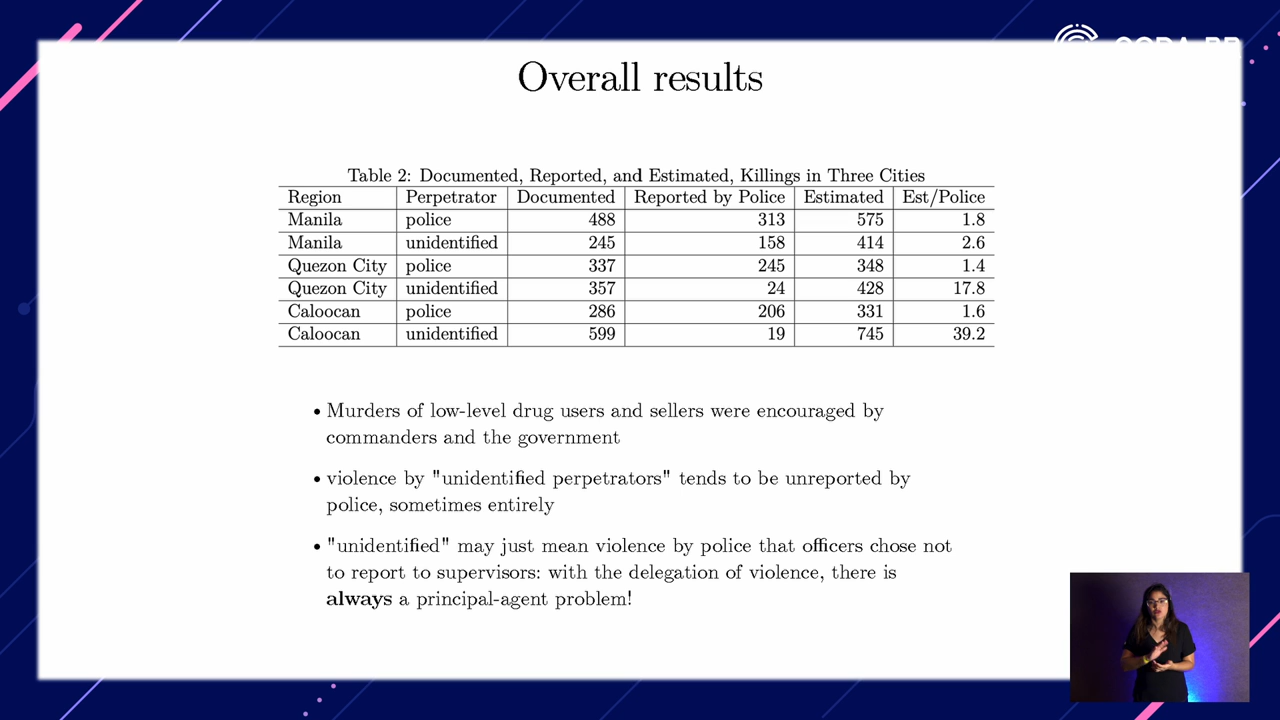 Overall results
Table 2: Documented, Reported, and Estimated, Killings in Three Cities
Region Perpetrator Documented Reported by Police Estimated Est/Police
Manila police 488 313 575 1.8
Manila unidentified 245 158 414 2.6
Quezon City police 337 245 348 1.4
Quezon City unidentified 357 24 428 17.8
Caloocan police 286 206 331 1.6
Caloocan unidentified 599 19 745 39.2
• Murders of low-level drug users and sellers were encouraged by
commanders and the government
• violence by "unidentified perpetrators" tends to be unreported by
police, sometimes entirely
• "unidentified" may just mean violence by police that officers chose not
to report to supervisors: with the delegation of violence, there is
always a principal-agent problem!